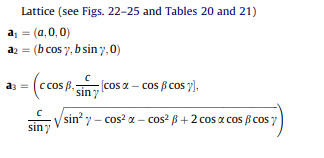 Lattice (see Figs. 22–25 and Tables 20 and 21)
a₁ = (a, 0, 0)
a₂ = (b cos γ, b sin γ, 0)
a₃ = (c cos β, c/sin γ [cos α − cos β cos γ],
c/sin γ √(sin² γ − cos² α − cos² β + 2 cos α cos β cos γ))